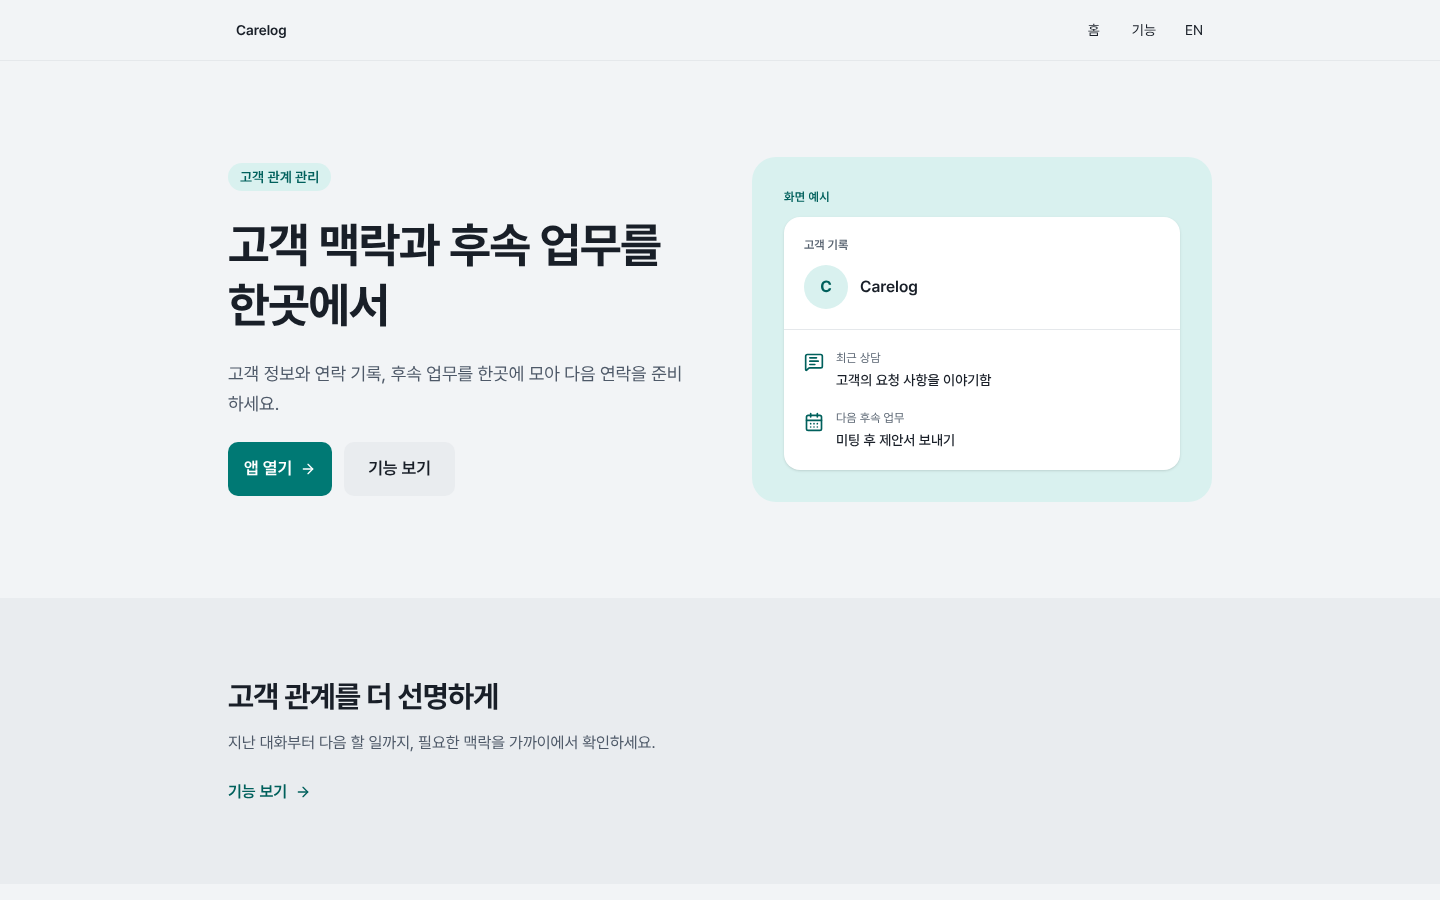 Carelog
홈 기능 EN
고객 관계 관리
고객 맥락과 후속 업무를
한곳에서
고객 정보와 연락 기록, 후속 업무를 한곳에 모아 다음 연락을 준비
하세요.
앱 열기 →
기능 보기
화면 예시
고객 기록
C Carelog
최근 상담
고객의 요청 사항을 이야기함
다음 후속 업무
미팅 후 제안서 보내기
고객 관계를 더 선명하게
지난 대화부터 다음 할 일까지, 필요한 맥락을 가까이에서 확인하세요.
기능 보기 →